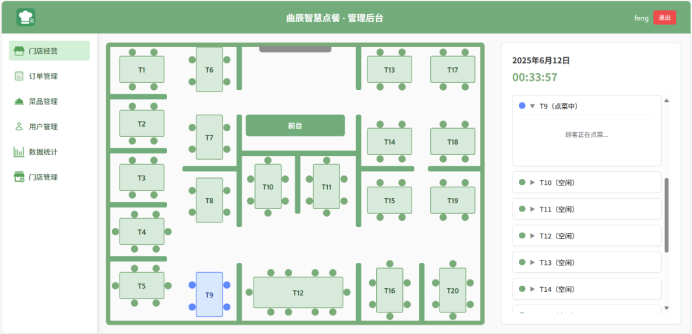 曲辰智慧点餐 - 管理后台
feng
退出
门店经营
订单管理
菜品管理
用户管理
数据统计
门店管理
T1
T6
T13
T17
T2
T7
前台
T14
T18
T3
T8
T10
T11
T15
T19
T4
T5
T9
T12
T16
T20
2025年6月12日
00:33:57
T9（点菜中）
顾客正在点菜...
T10（空闲）
T11（空闲）
T12（空闲）
T13（空闲）
T14（空闲）